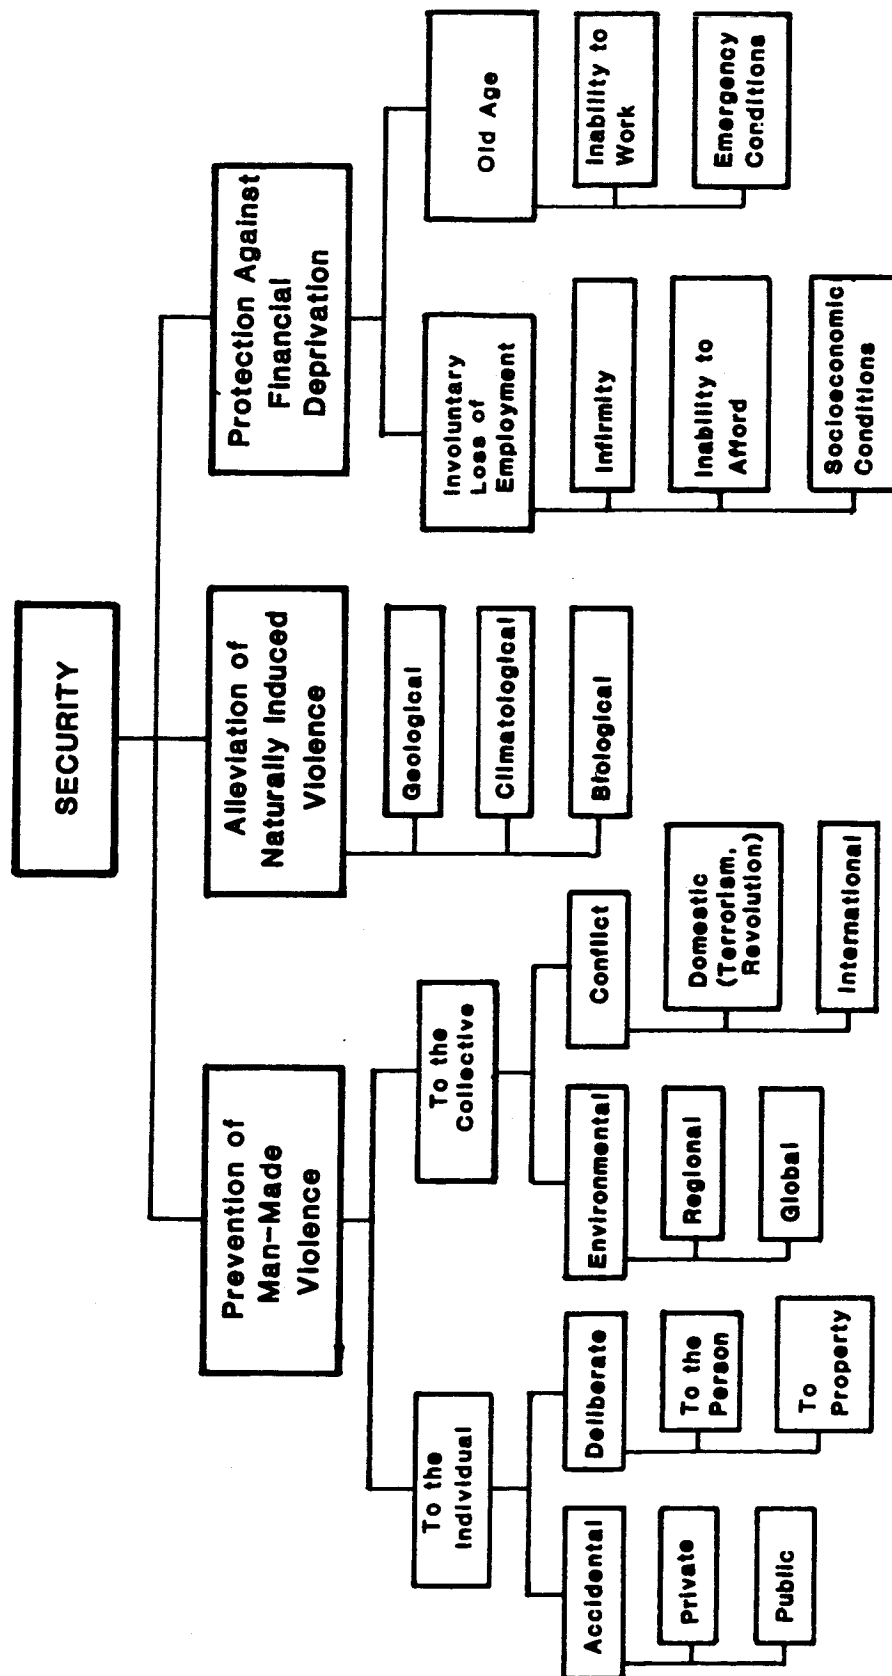 SECURITY
Prevention of
Man-Made
Violence
To the
Individual
Accidental
Private
Public
Deliberate
To the
Person
To
Property
To the
Collective
Environmental
Regional
Global
Conflict
Domestic
(Terrorism,
Revolution)
International
Alleviation of
Naturally Induced
Violence
Geological
Climatological
Biological
Protection Against
Financial
Deprivation
Involuntary
Loss of
Employment
Infirmity
Inability to
Afford
Socioeconomic
Conditions
Old Age
Inability to
Work
Emergency
Conditions